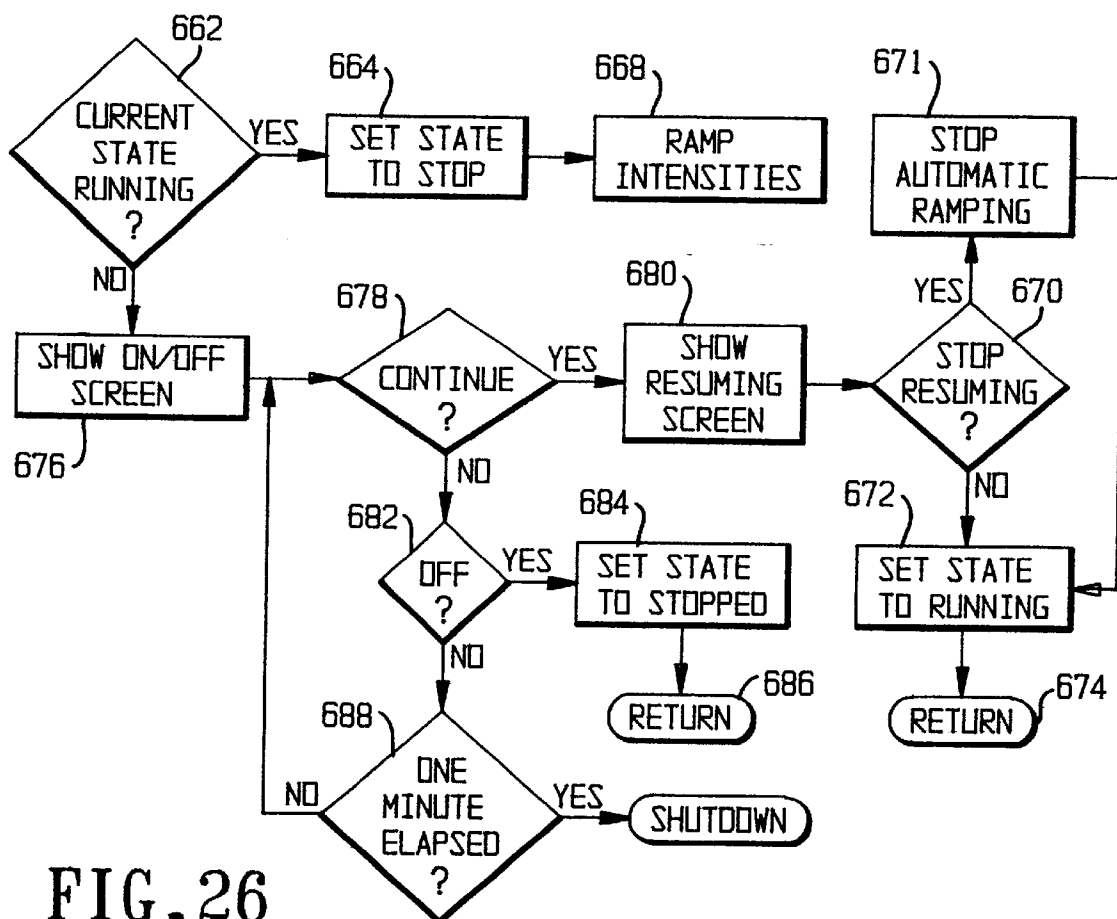 662
CURRENT
STATE
RUNNING
?
YES
NO
664
SET STATE
TO STOP
668
RAMP
INTENSITIES
671
STOP
AUTOMATIC
RAMPING
SHOW ON/OFF
SCREEN
676
678
CONTINUE
?
YES
NO
680
SHOW
RESUMING
SCREEN
YES
670
STOP
RESUMING
?
NO
682
OFF
?
YES
NO
684
SET STATE
TO STOPPED
RETURN
686
672
SET STATE
TO RUNNING
RETURN
674
688
ONE
MINUTE
ELAPSED
?
NO
YES
SHUTDOWN
FIG.26